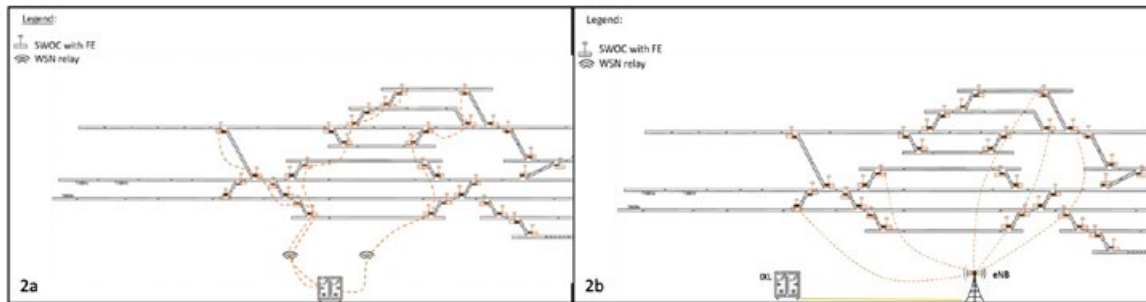 Legend:
SWOC with FE
WSN relay
2a
Legend:
SWOC with FE
WSN relay
IXL
eNB
2b